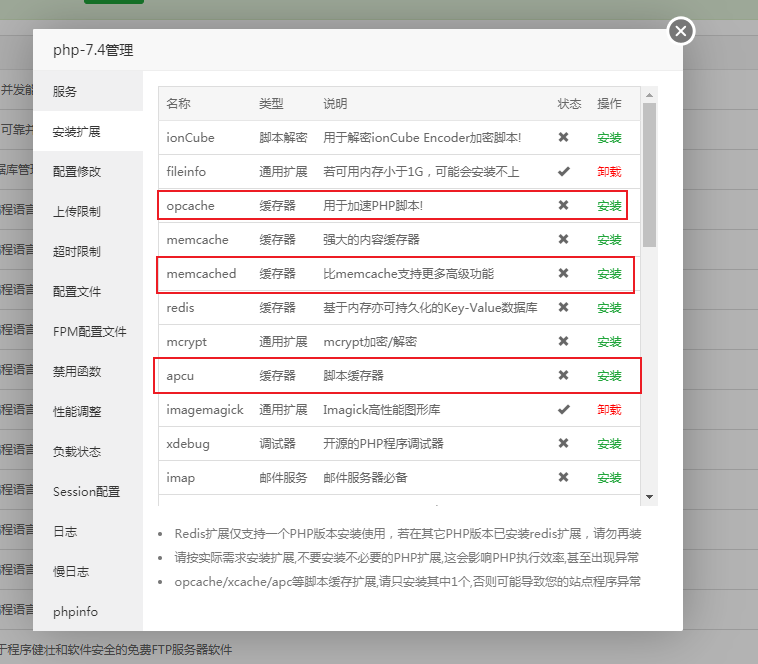 php-7.4管理
服务
安装扩展
配置修改
上传限制
超时限制
配置文件
FPM配置文件
禁用函数
性能调整
负载状态
Session配置
日志
慢日志
phpinfo
名称 类型 说明 状态 操作
ionCube 脚本解密 用于解密ionCube Encoder加密脚本! 安装
fileinfo 通用扩展 若可用内存小于1G，可能会安装不上 卸载
opcache 缓存器 用于加速PHP脚本! 安装
memcache 缓存器 强大的内容缓存器 安装
memcached 缓存器 比memcache支持更多高级功能 安装
redis 缓存器 基于内存亦可持久化的Key-Value数据库 安装
mcrypt 通用扩展 mcrypt加密/解密 安装
apcu 缓存器 脚本缓存器 安装
imagemagick 通用扩展 Imagick高性能图形库 卸载
xdebug 调试器 开源的PHP程序调试器 安装
imap 邮件服务 邮件服务器必备 安装
Redis扩展仅支持一个PHP版本安装使用，若在其它PHP版本已安装redis扩展，请勿再装
请按实际需求安装扩展,不要安装不必要的PHP扩展,这会影响PHP执行效率,甚至出现异常
opcache/xcache/apc等脚本缓存扩展,请只安装其中1个,否则可能导致您的站点程序异常
并发能
可靠并
据库管理
程语言
程语言
程语言
程语言
程语言
程语言
程语言
程语言
程语言
程语言
程语言
于程序健壮和软件安全的免费FTP服务器软件